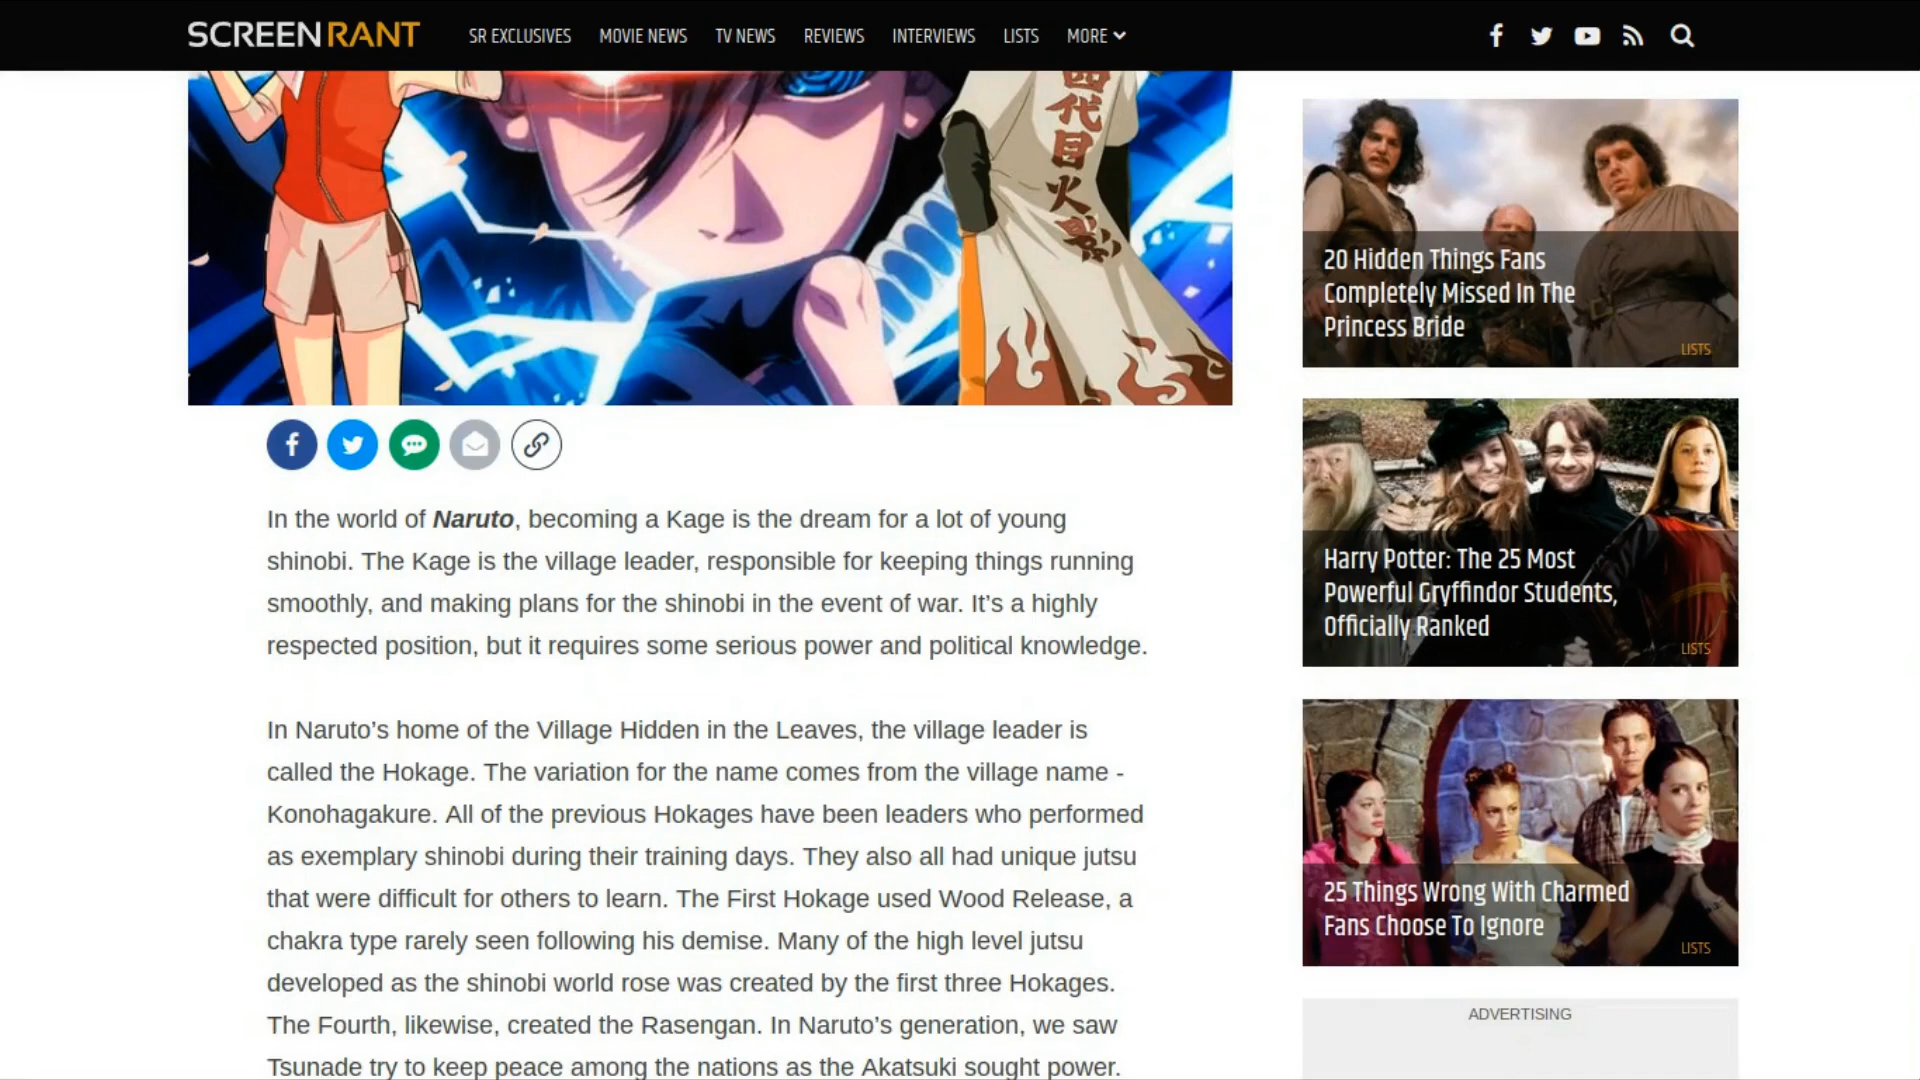 SCREENRANT
SR EXCLUSIVES MOVIE NEWS TV NEWS REVIEWS INTERVIEWS LISTS MORE
四代目火影
In the world of Naruto, becoming a Kage is the dream for a lot of young
shinobi. The Kage is the village leader, responsible for keeping things running
smoothly, and making plans for the shinobi in the event of war. It’s a highly
respected position, but it requires some serious power and political knowledge.
In Naruto’s home of the Village Hidden in the Leaves, the village leader is
called the Hokage. The variation for the name comes from the village name -
Konohagakure. All of the previous Hokages have been leaders who performed
as exemplary shinobi during their training days. They also all had unique jutsu
that were difficult for others to learn. The First Hokage used Wood Release, a
chakra type rarely seen following his demise. Many of the high level jutsu
developed as the shinobi world rose was created by the first three Hokages.
The Fourth, likewise, created the Rasengan. In Naruto’s generation, we saw
Tsunade try to keep peace among the nations as the Akatsuki sought power.
20 Hidden Things Fans
Completely Missed In The
Princess Bride
LISTS
Harry Potter: The 25 Most
Powerful Gryffindor Students,
Officially Ranked
LISTS
25 Things Wrong With Charmed
Fans Choose To Ignore
LISTS
ADVERTISING